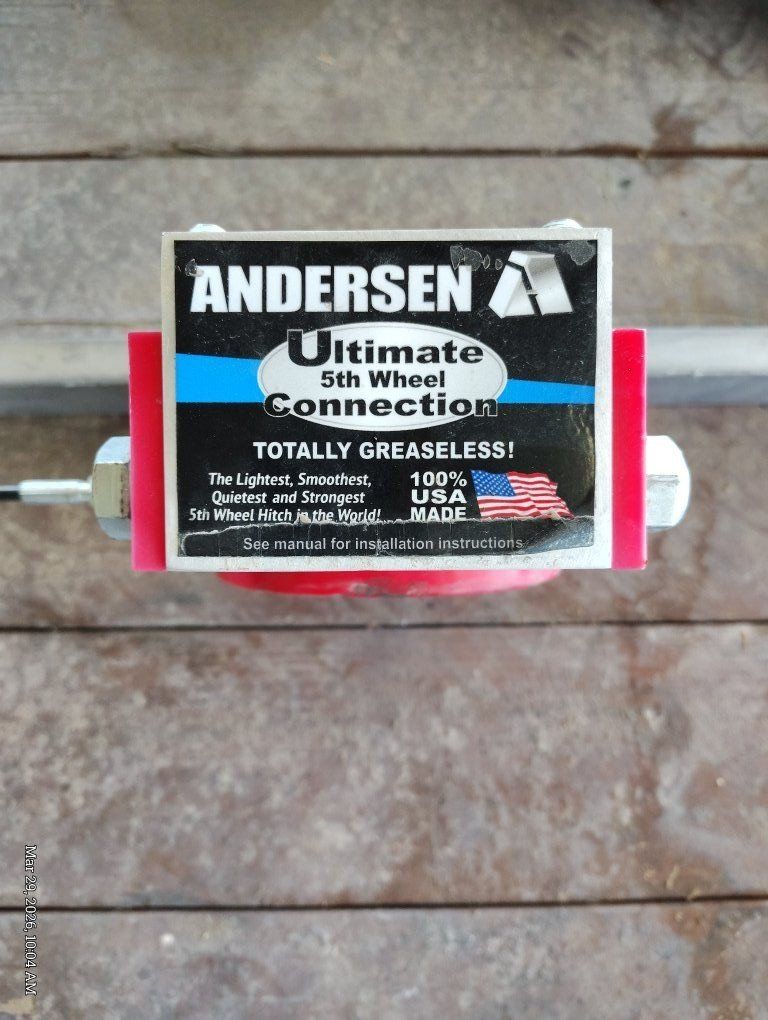 ANDERSEN
Ultimate
5th Wheel
Connection
TOTALLY GREASELESS!
The Lightest, Smoothest,
Quietest and Strongest
5th Wheel Hitch in the World!
100%
USA
MADE
See manual for installation instructions
Mar 29, 2026, 10:04 AM